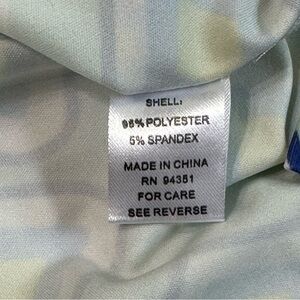 SHELL:
95% POLYESTER
5% SPANDEX
MADE IN CHINA
RN 94351
FOR CARE
SEE REVERSE